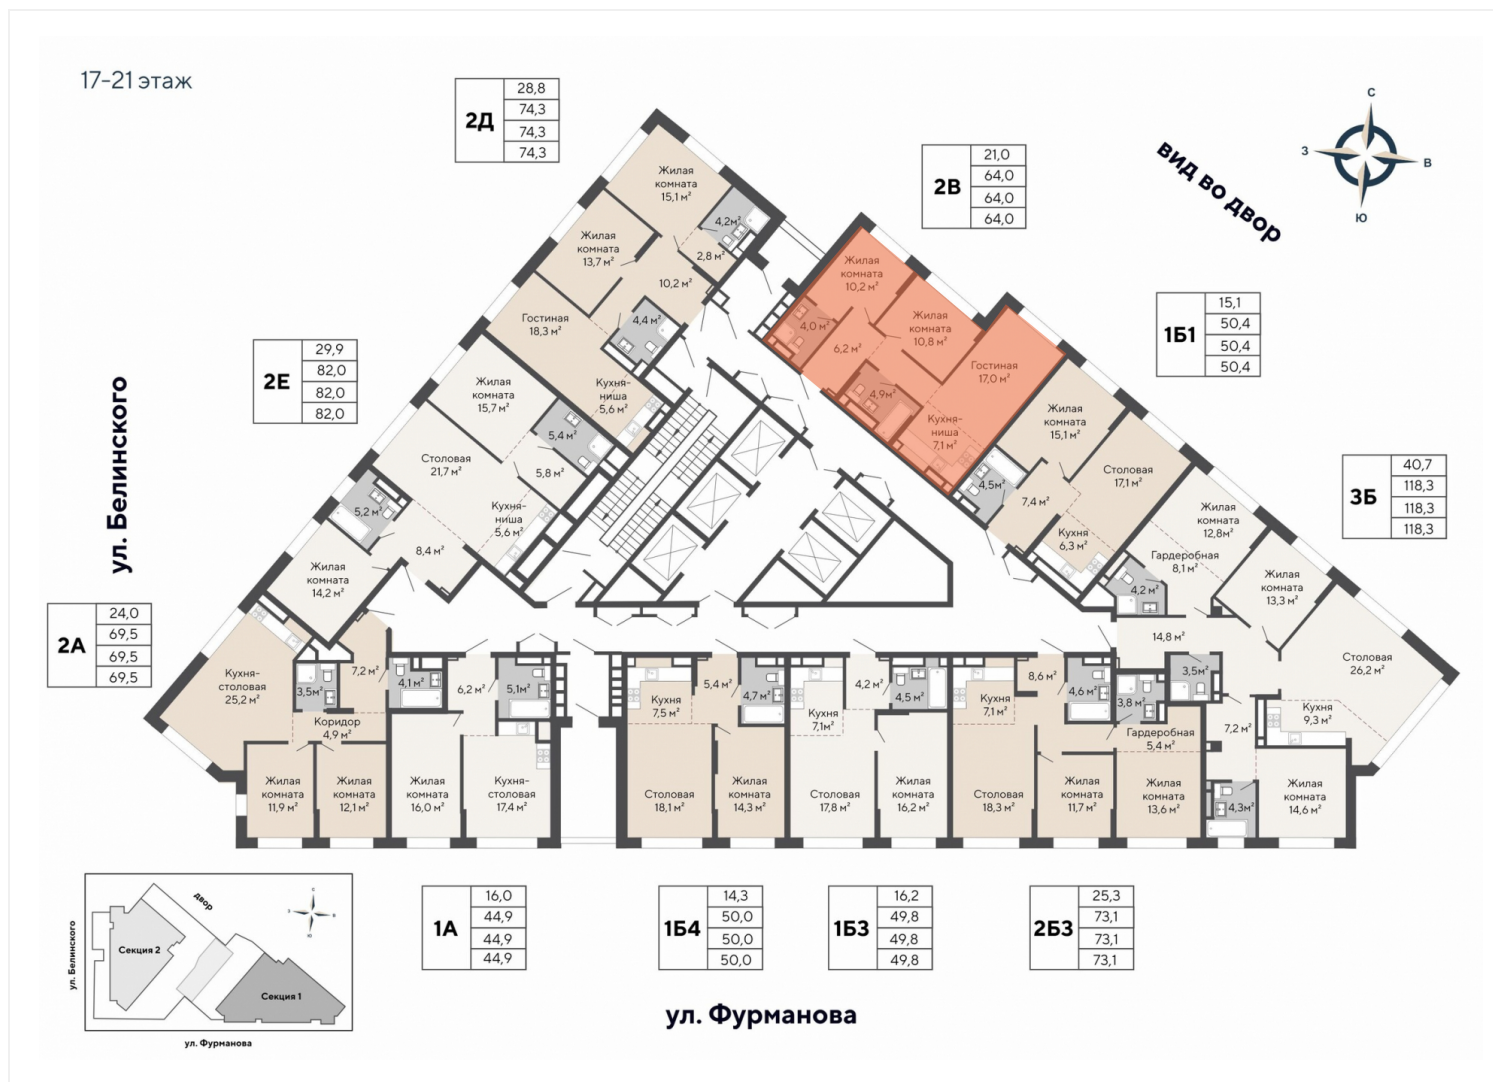 17-21 этаж
2Д
28,8
74,3
74,3
74,3
2В
21,0
64,0
64,0
64,0
С
З
В
Ю
вид во двор
1Б1
15,1
50,4
50,4
50,4
2Е
29,9
82,0
82,0
82,0
3Б
40,7
118,3
118,3
118,3
2А
24,0
69,5
69,5
69,5
ул. Белинского
Жилая
комната
15,1 м²
4,2м²
2,8 м²
Жилая
комната
13,7 м²
10,2 м²
Гостиная
18,3 м²
4,4 м²
Кухня-
ниша
5,6 м²
Жилая
комната
15,7 м²
5,4 м²
5,8 м²
Столовая
21,7 м²
Кухня-
ниша
5,6 м²
5,2 м²
8,4 м²
Жилая
комната
14,2 м²
Жилая
комната
10,2 м²
4,0 м²
6,2 м²
Жилая
комната
10,8 м²
Гостиная
17,0 м²
4,9м²
Кухня-
ниша
7,1 м²
Жилая
комната
15,1 м²
Столовая
17,1 м²
4,5м²
7,4 м²
Кухня
6,3 м²
Жилая
комната
12,8м²
Гардеробная
8,1 м²
4,2 м²
Жилая
комната
13,3 м²
14,8 м²
3,5м²
Столовая
26,2 м²
Кухня
9,3 м²
7,2 м²
4,3м²
Жилая
комната
14,6 м²
Кухня-
столовая
25,2 м²
3,5м²
7,2 м²
Коридор
4,9 м²
Жилая
комната
11,9 м²
Жилая
комната
12,1 м²
4,1 м²
6,2 м²
5,1м²
Жилая
комната
16,0 м²
Кухня-
столовая
17,4 м²
Кухня
7,5 м²
5,4 м²
4,7 м²
Столовая
18,1 м²
Жилая
комната
14,3 м²
Кухня
7,1м²
4,2 м²
4,5 м²
Столовая
17,8 м²
Жилая
комната
16,2 м²
Кухня
7,1 м²
8,6 м²
4,6 м²
Столовая
18,3 м²
Жилая
комната
11,7 м²
3,8 м²
Гардеробная
5,4 м²
Жилая
комната
13,6 м²
1А
16,0
44,9
44,9
44,9
1Б4
14,3
50,0
50,0
50,0
1Б3
16,2
49,8
49,8
49,8
2Б3
25,3
73,1
73,1
73,1
ул. Фурманова
ул. Белинского
двор
С
З
В
Ю
Секция 2
Секция 1
ул. Фурманова